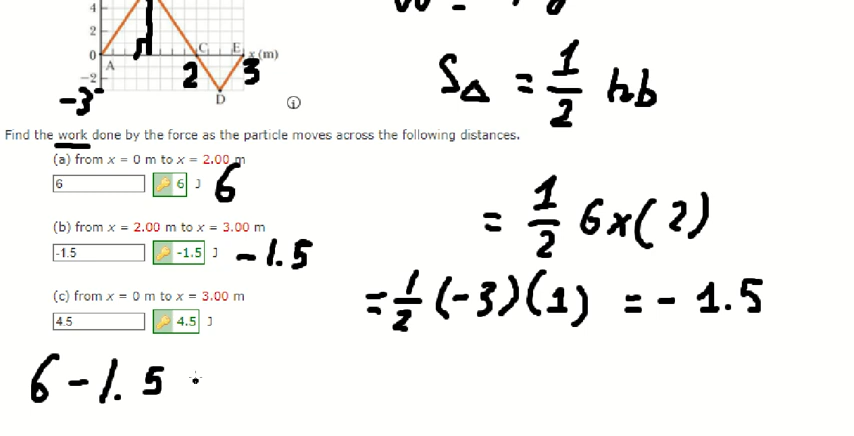 4
2
0
A
C
E
x (m)
-2
2
3
-3
D
S△ = 1/2 hb
Find the work done by the force as the particle moves across the following distances.
(a) from x = 0 m to x = 2.00 m
6
6 J
6
= 1/2 6x(2)
(b) from x = 2.00 m to x = 3.00 m
-1.5
-1.5 J
-1.5
= 1/2 (-3)(1) = -1.5
(c) from x = 0 m to x = 3.00 m
4.5
4.5 J
6 - 1.5